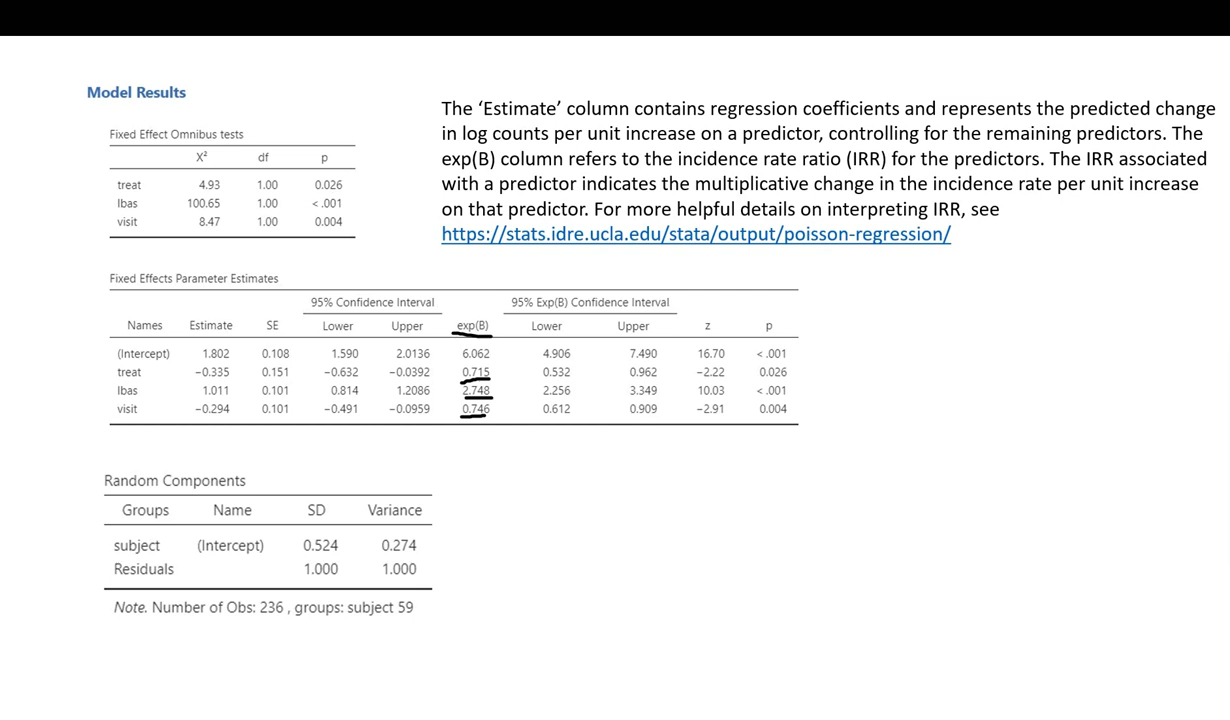 Model Results
The ‘Estimate’ column contains regression coefficients and represents the predicted change
in log counts per unit increase on a predictor, controlling for the remaining predictors. The
exp(B) column refers to the incidence rate ratio (IRR) for the predictors. The IRR associated
with a predictor indicates the multiplicative change in the incidence rate per unit increase
on that predictor. For more helpful details on interpreting IRR, see
https://stats.idre.ucla.edu/stata/output/poisson-regression/
Fixed Effect Omnibus tests
X² df p
treat 4.93 1.00 0.026
lbas 100.65 1.00 < .001
visit 8.47 1.00 0.004
Fixed Effects Parameter Estimates
95% Confidence Interval 95% Exp(B) Confidence Interval
Names Estimate SE Lower Upper exp(B) Lower Upper z p
(Intercept) 1.802 0.108 1.590 2.0136 6.062 4.906 7.490 16.70 < .001
treat −0.335 0.151 −0.632 −0.0392 0.715 0.532 0.962 −2.22 0.026
lbas 1.011 0.101 0.814 1.2086 2.748 2.256 3.349 10.03 < .001
visit −0.294 0.101 −0.491 −0.0959 0.746 0.612 0.909 −2.91 0.004
Random Components
Groups Name SD Variance
subject (Intercept) 0.524 0.274
Residuals 1.000 1.000
Note. Number of Obs: 236 , groups: subject 59